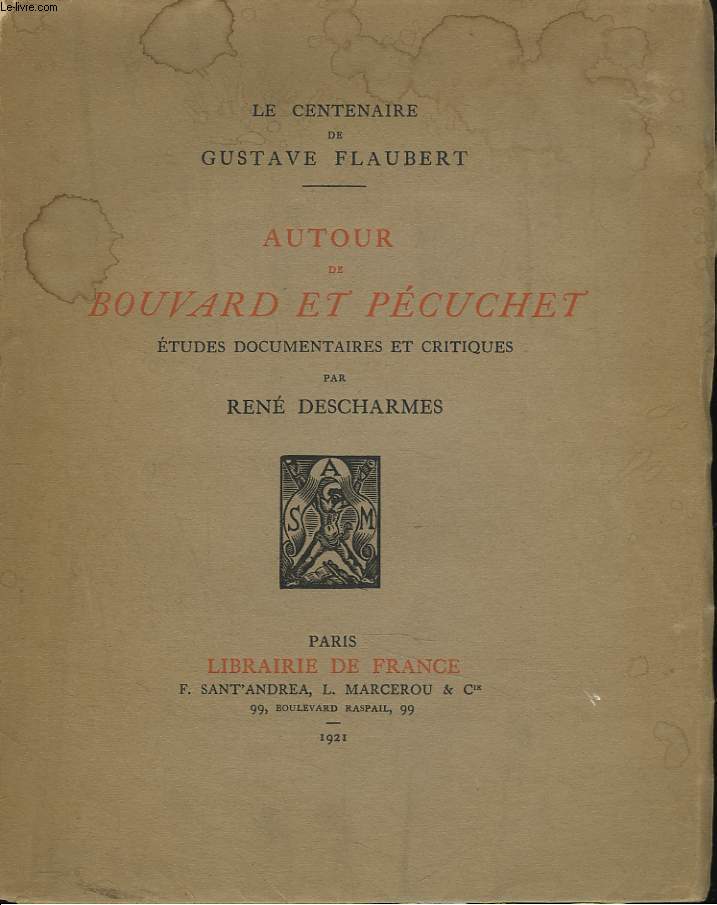 Le-livre.com
LE CENTENAIRE
DE
GUSTAVE FLAUBERT
AUTOUR
DE
BOUVARD ET PÉCUCHET
ÉTUDES DOCUMENTAIRES ET CRITIQUES
PAR
RENÉ DESCHARMES
A
S M
PARIS
LIBRAIRIE DE FRANCE
F. SANT'ANDREA, L. MARCEROU & Cie
99, BOULEVARD RASPAIL, 99
1921